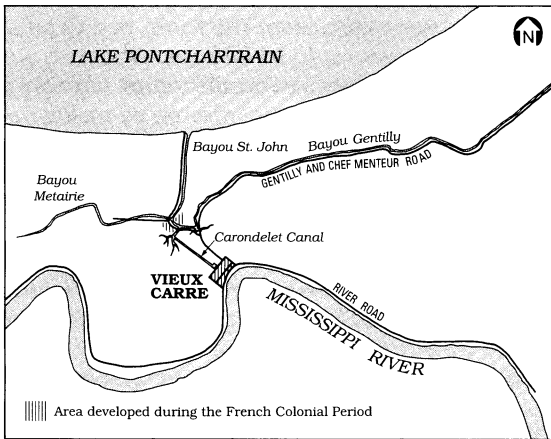 N
LAKE PONTCHARTRAIN
Bayou St. John
Bayou Gentilly
GENTILLY AND CHEF MENTEUR ROAD
Bayou
Metairie
Carondelet Canal
VIEUX
CARRE
RIVER ROAD
MISSISSIPPI RIVER
Area developed during the French Colonial Period